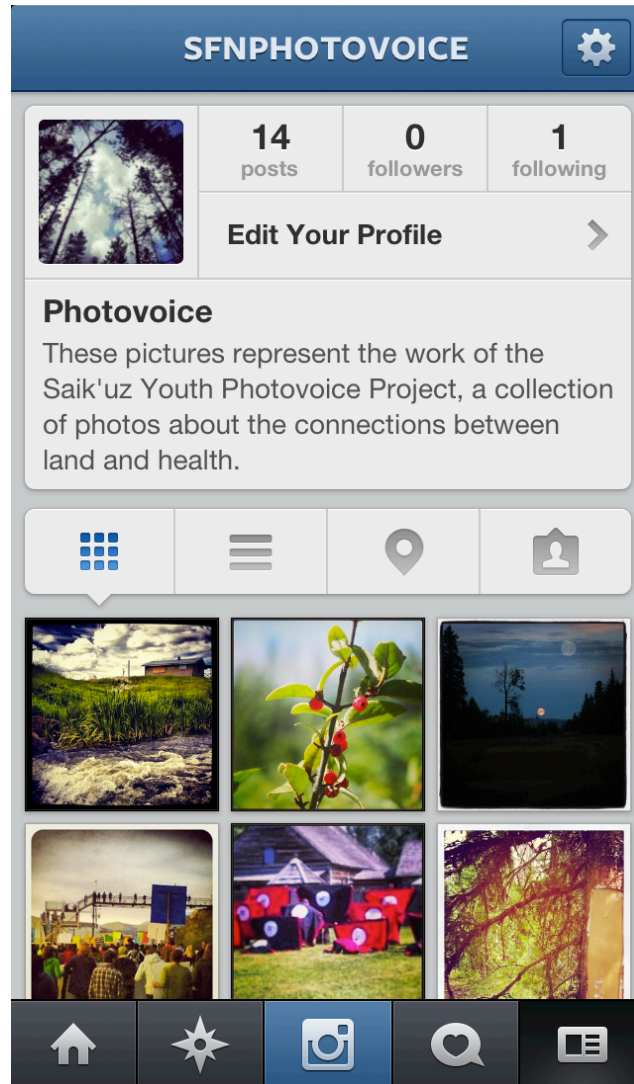 SFNPHOTOVOICE
14
posts
0
followers
1
following
Edit Your Profile
Photovoice
These pictures represent the work of the
Saik'uz Youth Photovoice Project, a collection
of photos about the connections between
land and health.